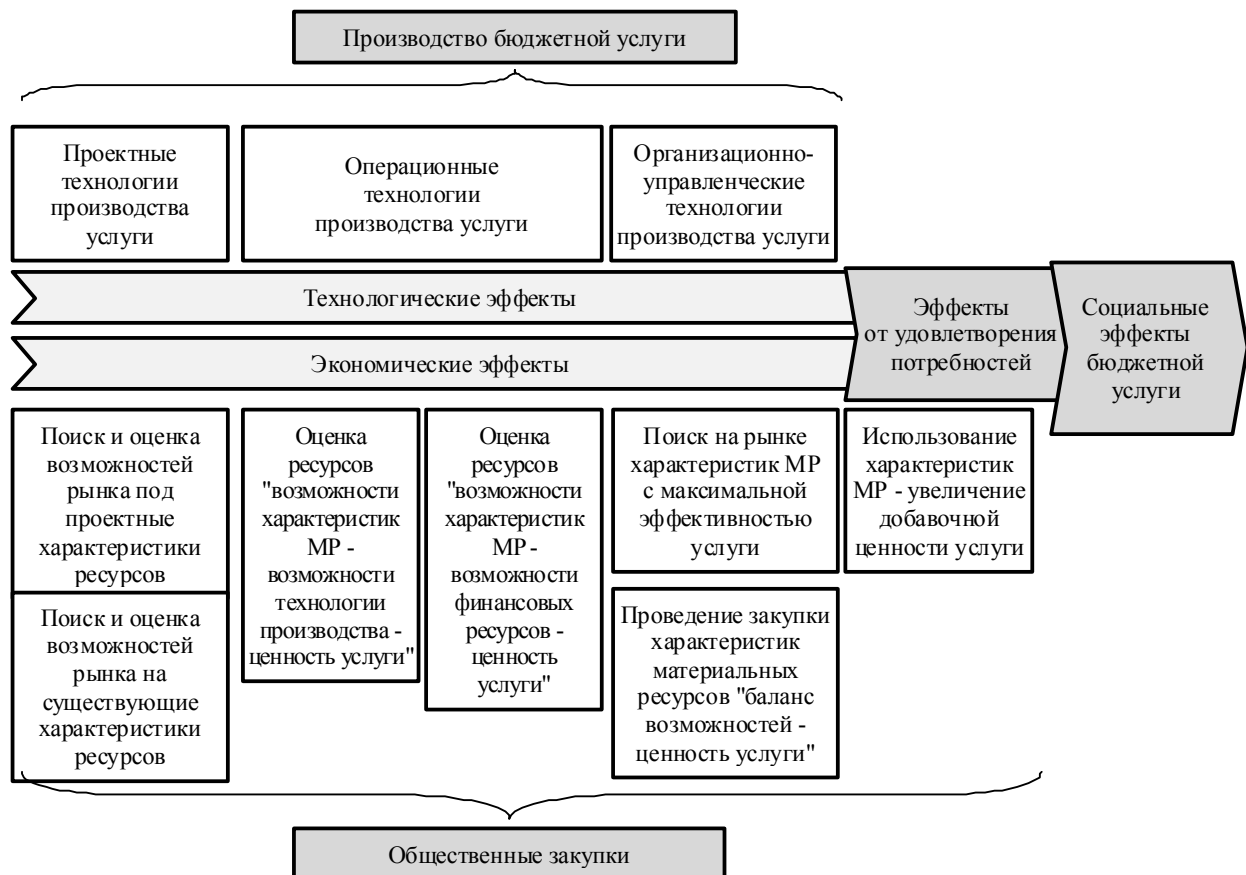 Производство бюджетной услуги
Проектные
технологии
производства
услуги
Операционные
технологии
производства услуги
Организационно-
управленческие
технологии
производства услуги
Технологические эффекты
Экономические эффекты
Эффекты
от удовлетворения
потребностей
Социальные
эффекты
бюджетной
услуги
Поиск и оценка
возможностей
рынка под
проектные
характеристики
ресурсов
Поиск и оценка
возможностей
рынка на
существующие
характеристики
ресурсов
Оценка
ресурсов
"возможности
характеристик
МР -
возможности
технологии
производства -
ценность услуги"
Оценка
ресурсов
"возможности
характеристик
МР -
возможности
финансовых
ресурсов -
ценность
услуги"
Поиск на рынке
характеристик МР
с максимальной
эффективностью
услуги
Проведение закупки
характеристик
материальных
ресурсов "баланс
возможностей -
ценность услуги"
Использование
характеристик
МР - увеличение
добавочной
ценности услуги
Общественные закупки